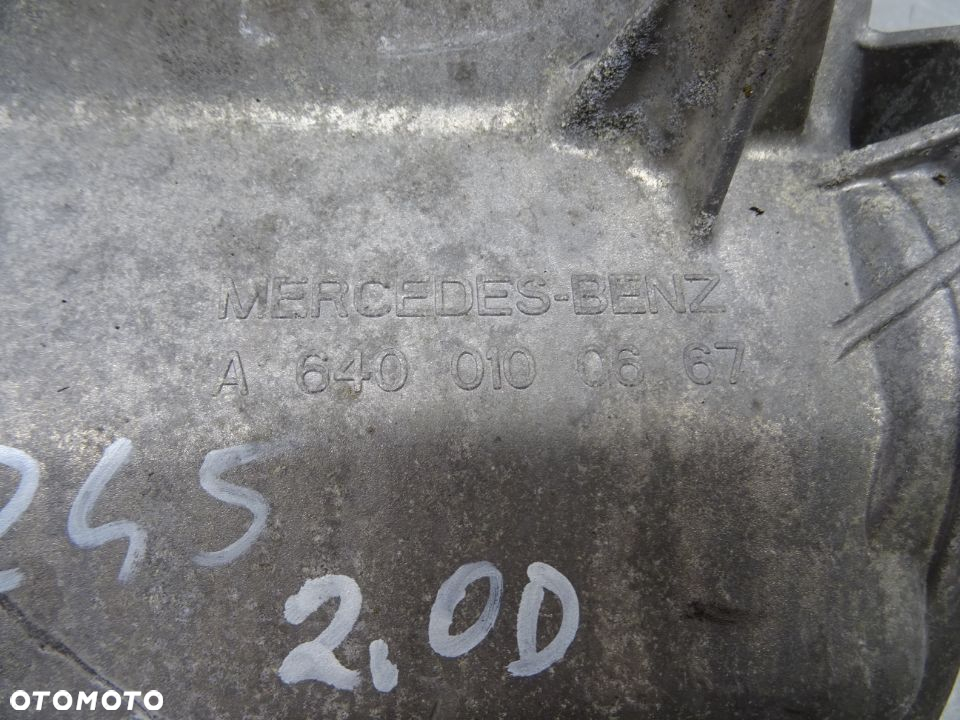 MERCEDES-BENZ
A 640 010 06 67
245
2,0D
OTOMOTO